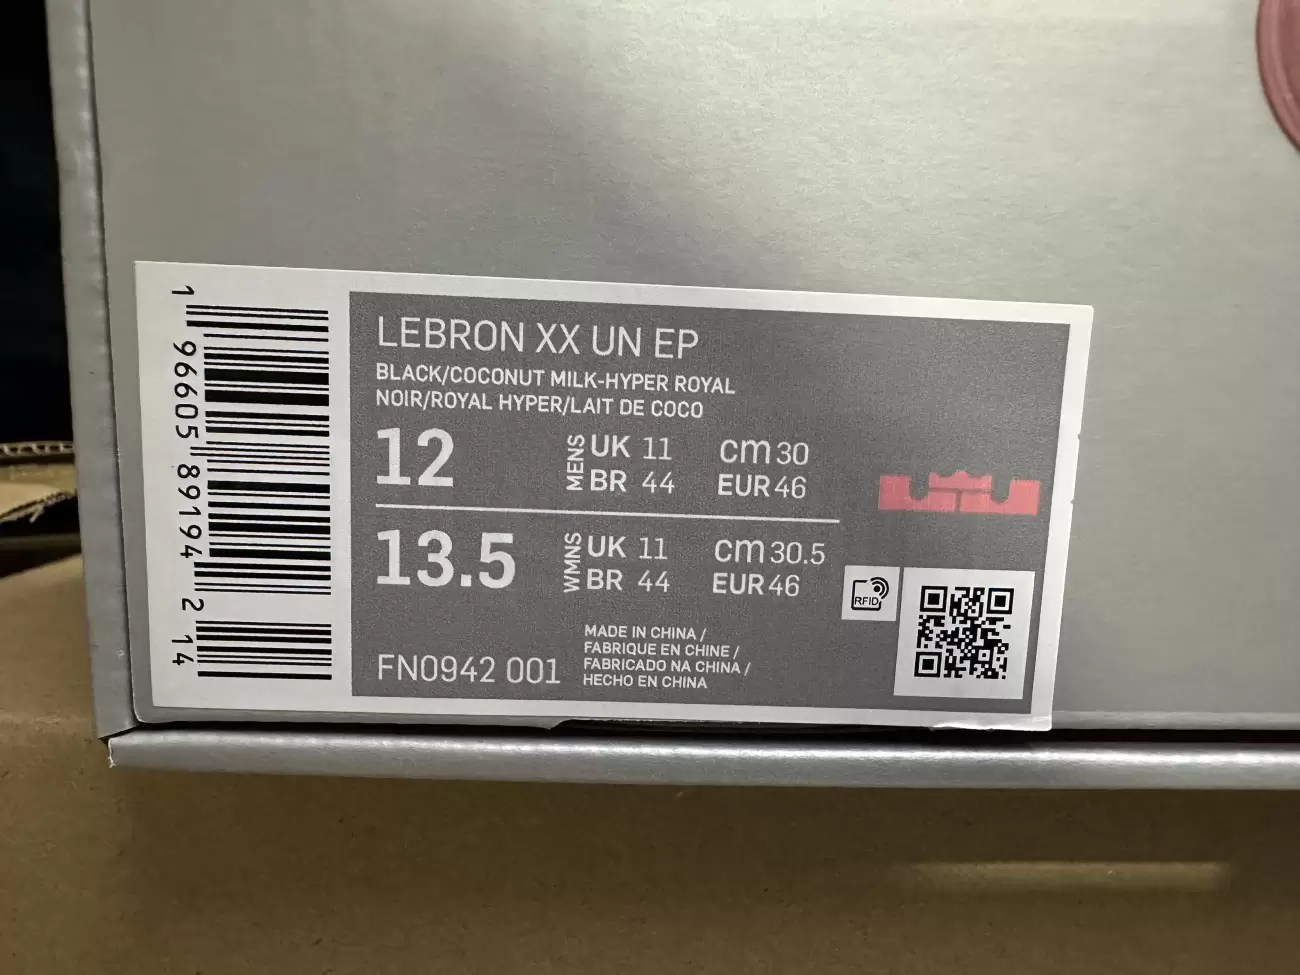 1 96605 89194 2 14
LEBRON XX UN EP
BLACK/COCONUT MILK-HYPER ROYAL
NOIR/ROYAL HYPER/LAIT DE COCO
12 MENS UK 11 cm 30
BR 44 EUR 46
13.5 WMNS UK 11 cm 30.5
BR 44 EUR 46
RFID
FN0942 001
MADE IN CHINA /
FABRIQUE EN CHINE /
FABRICADO NA CHINA /
HECHO EN CHINA